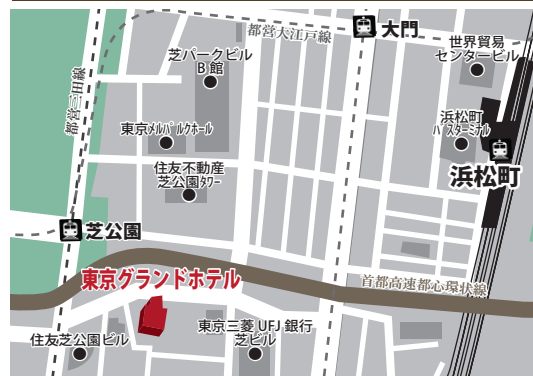 都営大江戸線
大門
世界貿易
センタービル
芝パークビル
B 館
都営三田線
浜松町
バスターミナル
東京メルパルクホール
浜松町
住友不動産
芝公園タワー
芝公園
東京グランドホテル
首都高速都心環状線
住友芝公園ビル
東京三菱 UFJ 銀行
芝ビル